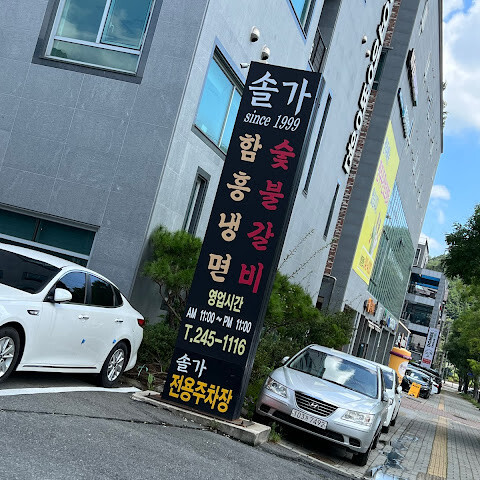 솔가
since 1999
함흥냉면
숯불갈비
영업시간
AM 11:00 ~ PM 11:00
T.245-1116
솔가
전용주차장